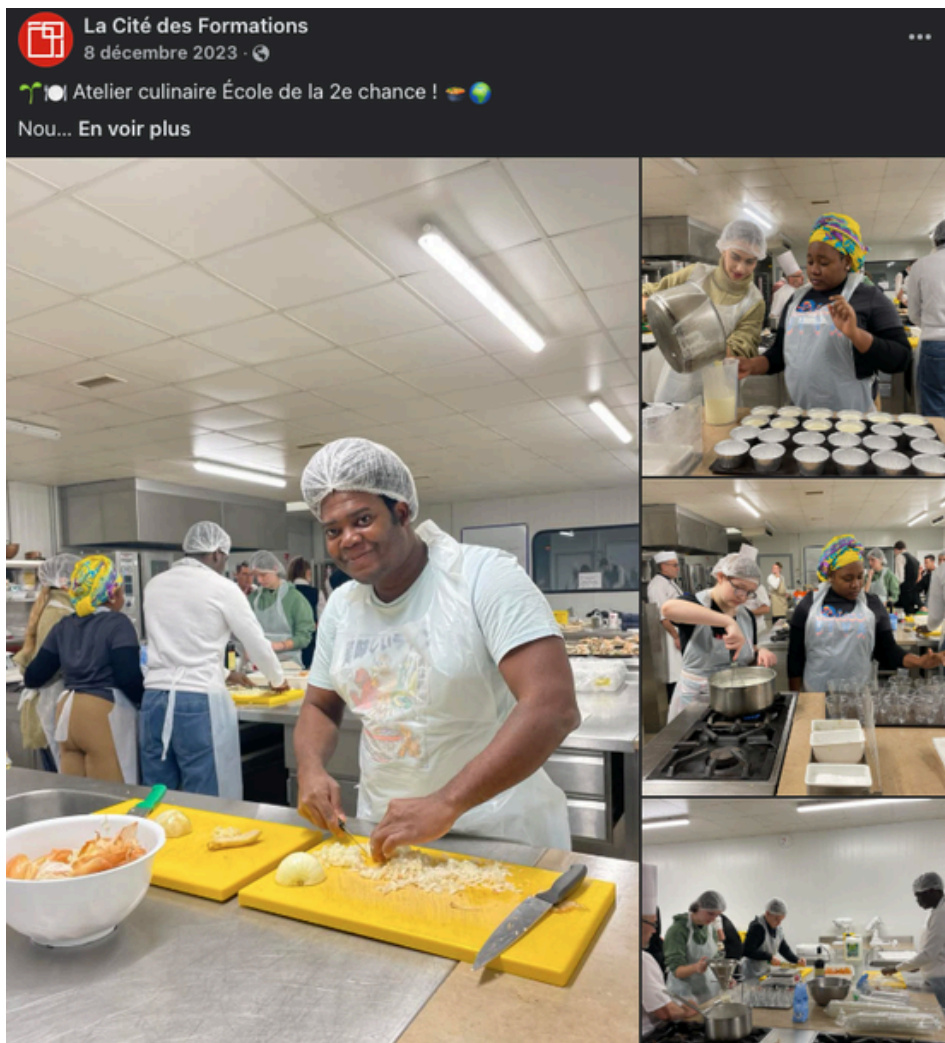 La Cité des Formations
8 décembre 2023 ·
🌱🍽️ Atelier culinaire École de la 2e chance ! 🍲🌍
Nou... En voir plus